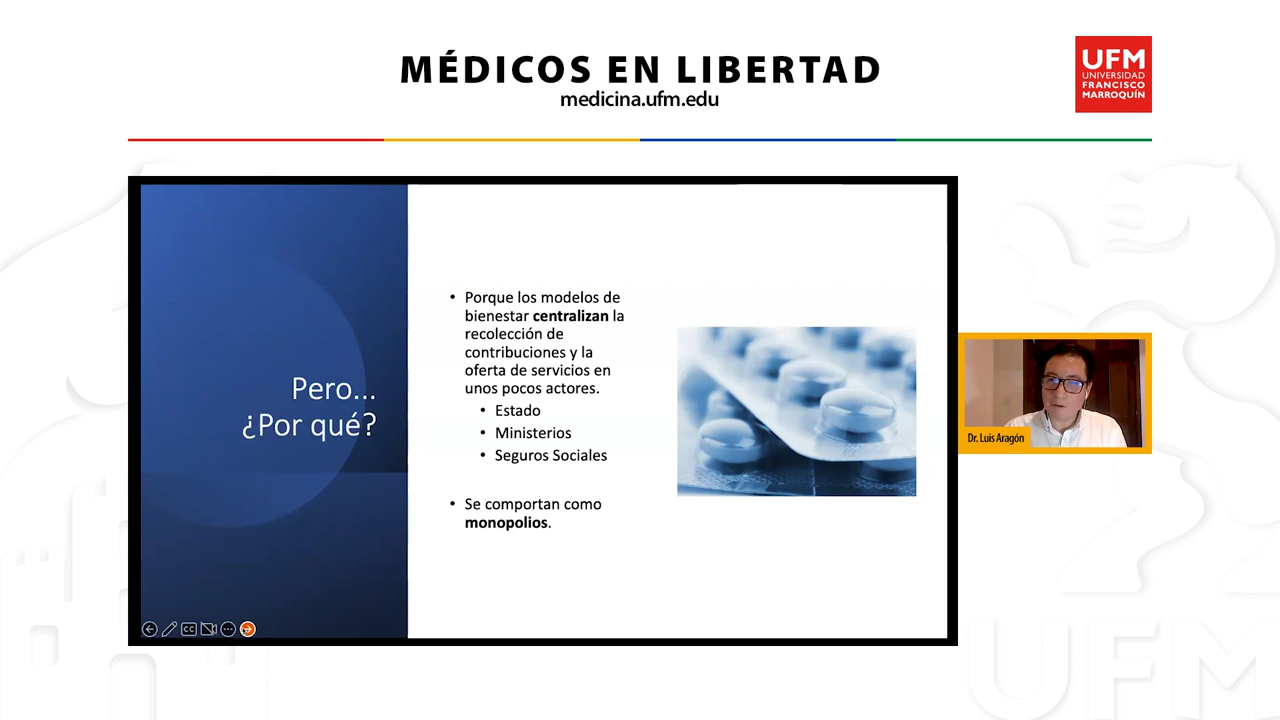 MÉDICOS EN LIBERTAD
medicina.ufm.edu
UFM
UNIVERSIDAD
FRANCISCO
MARROQUÍN
Pero...
¿Por qué?
• Porque los modelos de
bienestar centralizan la
recolección de
contribuciones y la
oferta de servicios en
unos pocos actores.
• Estado
• Ministerios
• Seguros Sociales
• Se comportan como
monopolios.
Dr. Luis Aragón
CC
UFM